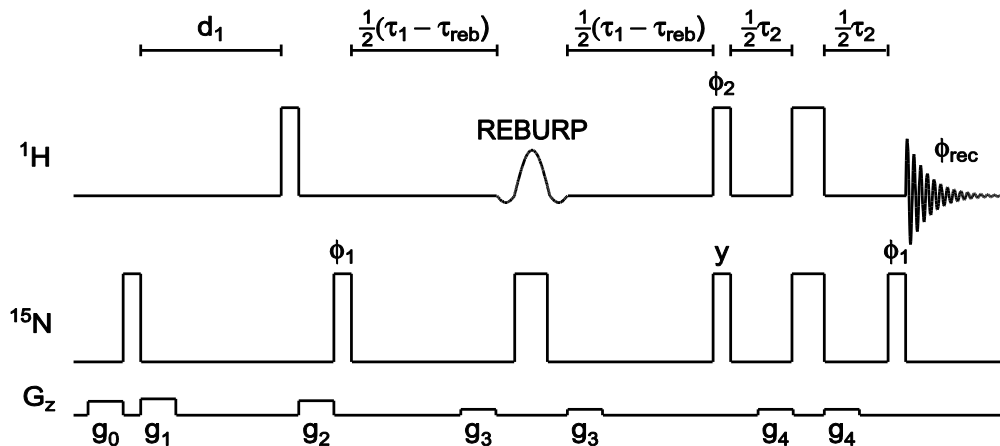 d₁ ½(τ₁ – τreb) ½(τ₁ – τreb) ½τ₂ ½τ₂
ϕ₂
REBURP
¹H ϕrec
ϕ₁ y ϕ₁
¹⁵N
Gz
g₀ g₁ g₂ g₃ g₃ g₄ g₄